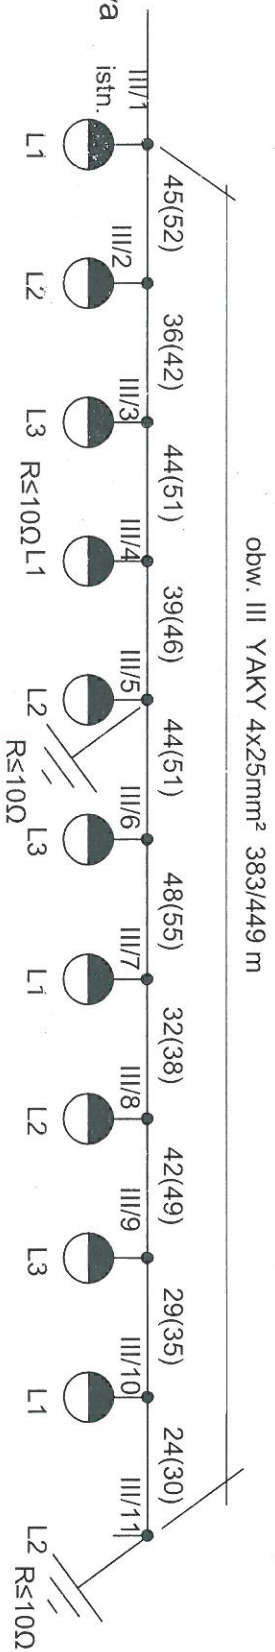 obw. III YAKY 4x25mm² 383/449 m
45(52) 36(42) 44(51) 39(46) 44(51) 48(55) 32(38) 42(49) 29(35) 24(30)
III/1 III/2 III/3 III/4 III/5 III/6 III/7 III/8 III/9 III/10 III/11
istn.
L1 L2 L3 R≤10Ω L1 L2 L3 L1 L2 L3 L1 L2 R≤10Ω
R≤10Ω